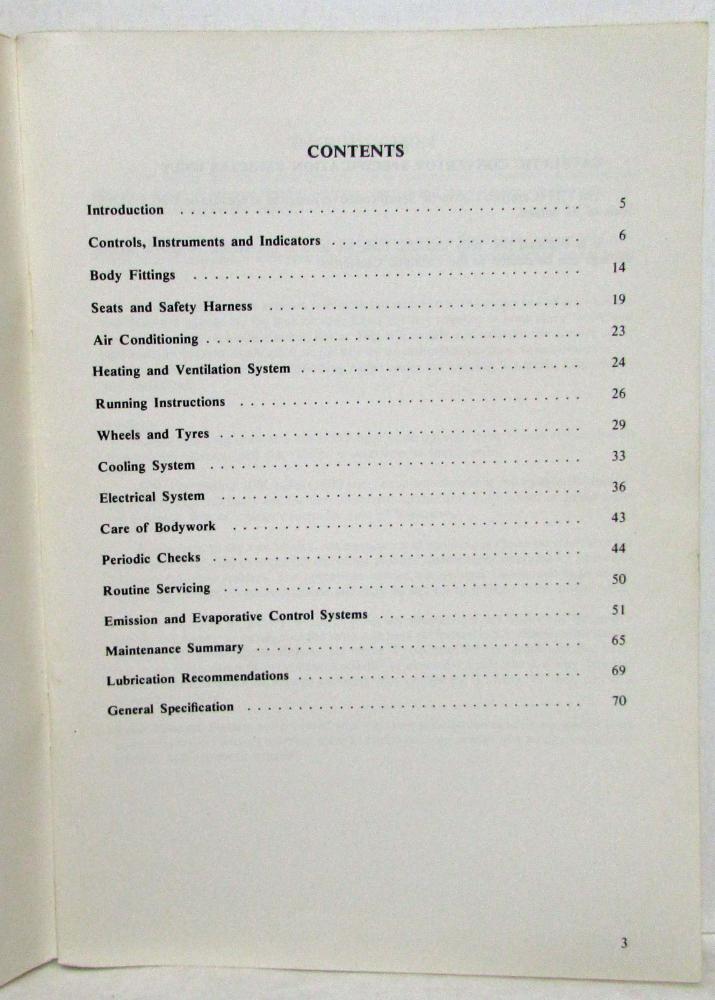 CONTENTS
Introduction . . . . . . . . . . . . . . . . . . . . . . . . . . . . . . . . . . . 5
Controls, Instruments and Indicators . . . . . . . . . . . . . . . . . . . . . 6
Body Fittings . . . . . . . . . . . . . . . . . . . . . . . . . . . . . . . . . 14
Seats and Safety Harness . . . . . . . . . . . . . . . . . . . . . . . . . . 19
Air Conditioning . . . . . . . . . . . . . . . . . . . . . . . . . . . . . . . 23
Heating and Ventilation System . . . . . . . . . . . . . . . . . . . . . . . 24
Running Instructions . . . . . . . . . . . . . . . . . . . . . . . . . . . . 26
Wheels and Tyres . . . . . . . . . . . . . . . . . . . . . . . . . . . . . . 29
Cooling System . . . . . . . . . . . . . . . . . . . . . . . . . . . . . . . 33
Electrical System . . . . . . . . . . . . . . . . . . . . . . . . . . . . . . 36
Care of Bodywork . . . . . . . . . . . . . . . . . . . . . . . . . . . . . 43
Periodic Checks . . . . . . . . . . . . . . . . . . . . . . . . . . . . . . . 44
Routine Servicing . . . . . . . . . . . . . . . . . . . . . . . . . . . . . . 50
Emission and Evaporative Control Systems . . . . . . . . . . . . . . . . . 51
Maintenance Summary . . . . . . . . . . . . . . . . . . . . . . . . . . . 65
Lubrication Recommendations . . . . . . . . . . . . . . . . . . . . . . . 69
General Specification . . . . . . . . . . . . . . . . . . . . . . . . . . . . 70
3